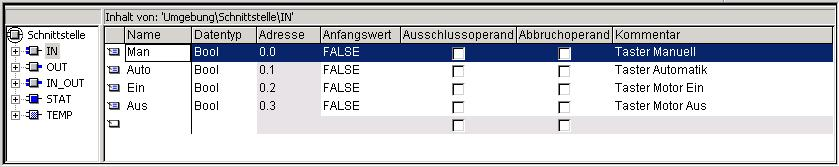 Schnittstelle
IN
OUT
IN_OUT
STAT
TEMP
Inhalt von: 'Umgebung\Schnittstelle\IN'
Name Datentyp Adresse Anfangswert Ausschlussoperand Abbruchoperand Kommentar
Man Bool 0.0 FALSE Taster Manuell
Auto Bool 0.1 FALSE Taster Automatik
Ein Bool 0.2 FALSE Taster Motor Ein
Aus Bool 0.3 FALSE Taster Motor Aus